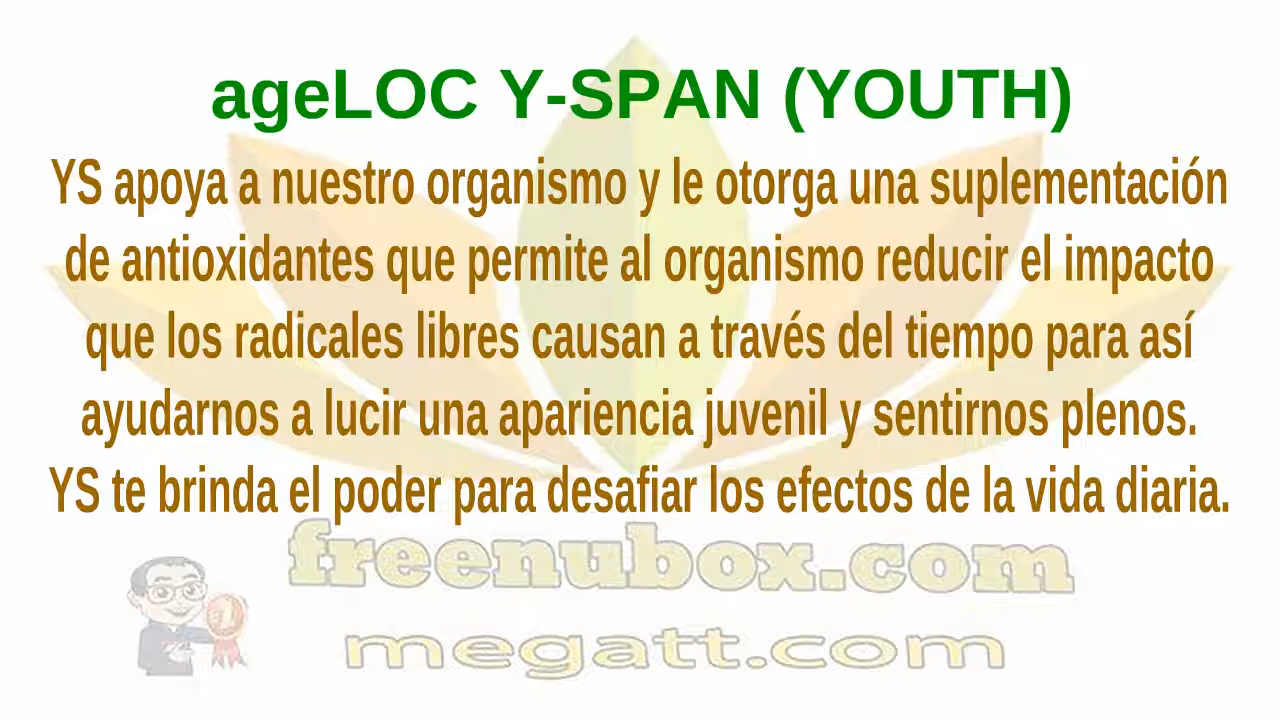 ageLOC Y-SPAN (YOUTH)
YS apoya a nuestro organismo y le otorga una suplementación
de antioxidantes que permite al organismo reducir el impacto
que los radicales libres causan a través del tiempo para así
ayudarnos a lucir una apariencia juvenil y sentirnos plenos.
YS te brinda el poder para desafiar los efectos de la vida diaria.
freenubox.com
1
megatt.com